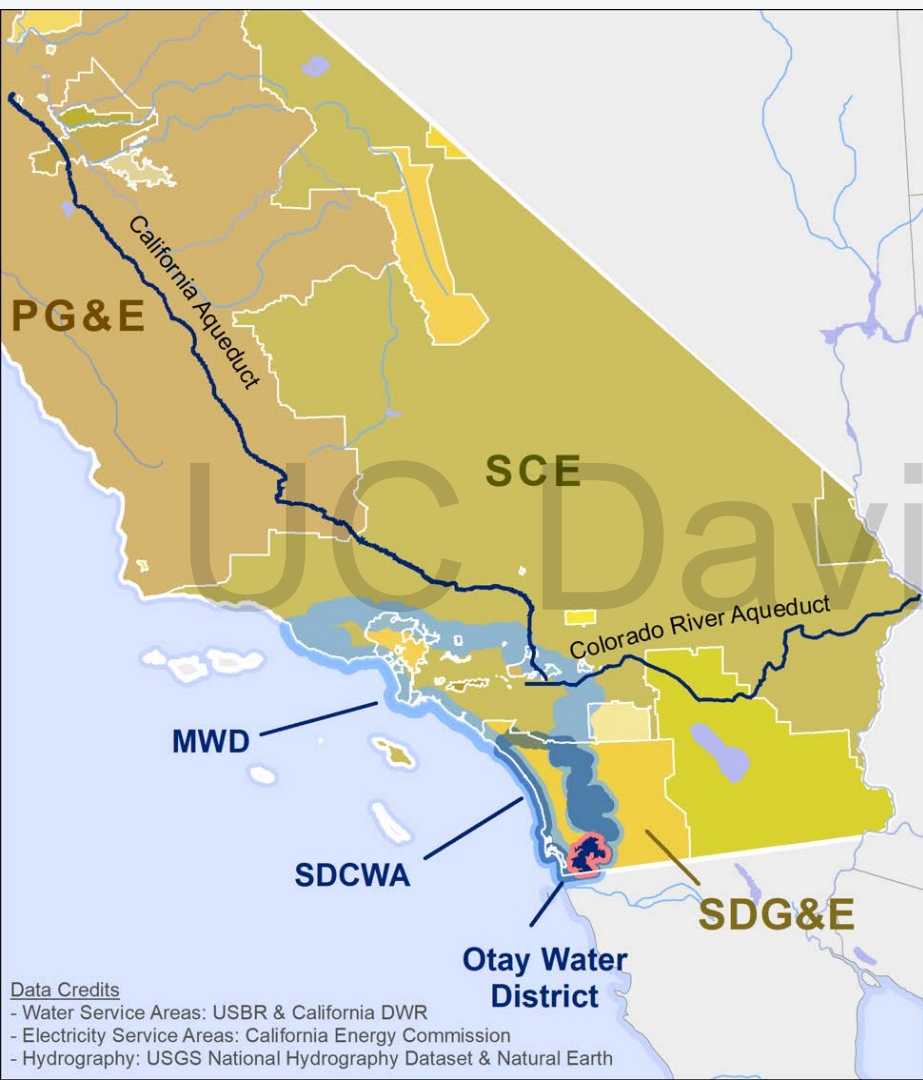 California Aqueduct
PG&E
SCE
UC Davi
Colorado River Aqueduct
MWD
SDCWA
SDG&E
Otay Water
District
Data Credits
- Water Service Areas: USBR & California DWR
- Electricity Service Areas: California Energy Commission
- Hydrography: USGS National Hydrography Dataset & Natural Earth